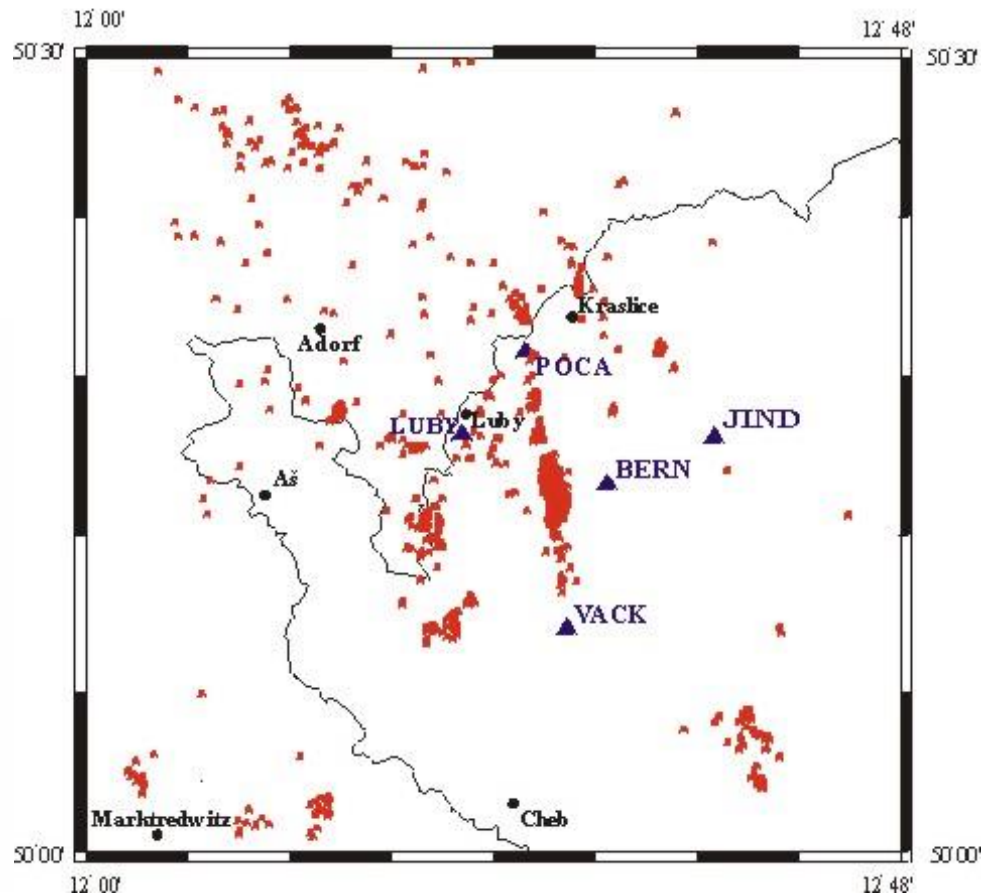 12˚00'
12˚48'
50˚30'
50˚30'
Kraslice
Adorf
POCA
LUBY
Luby
JIND
BERN
Aš
VACK
Marktredwitz
Cheb
50˚00'
50˚00'
12˚00'
12˚48'